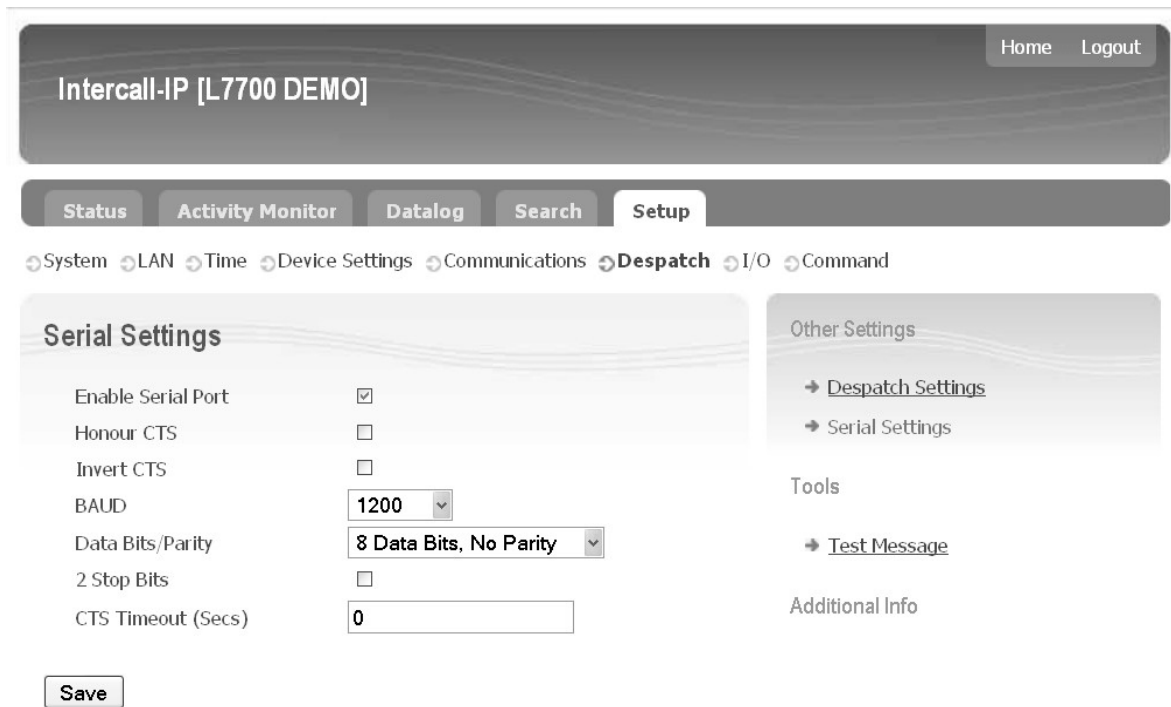 Home Logout
Intercall-IP [L7700 DEMO]
Status Activity Monitor Datalog Search Setup
System LAN Time Device Settings Communications Despatch I/O Command
Serial Settings
Enable Serial Port
Honour CTS
Invert CTS
BAUD 1200
Data Bits/Parity 8 Data Bits, No Parity
2 Stop Bits
CTS Timeout (Secs) 0
Save
Other Settings
Despatch Settings
Serial Settings
Tools
Test Message
Additional Info